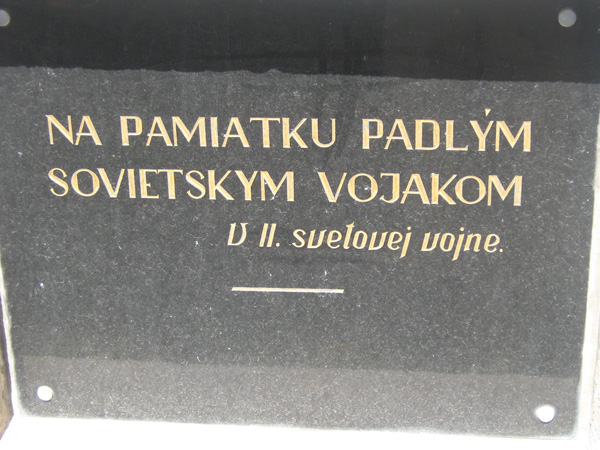 NA PAMIATKU PADLÝM
SOVIETSKYM VOJAKOM
V II. svetovej vojne.